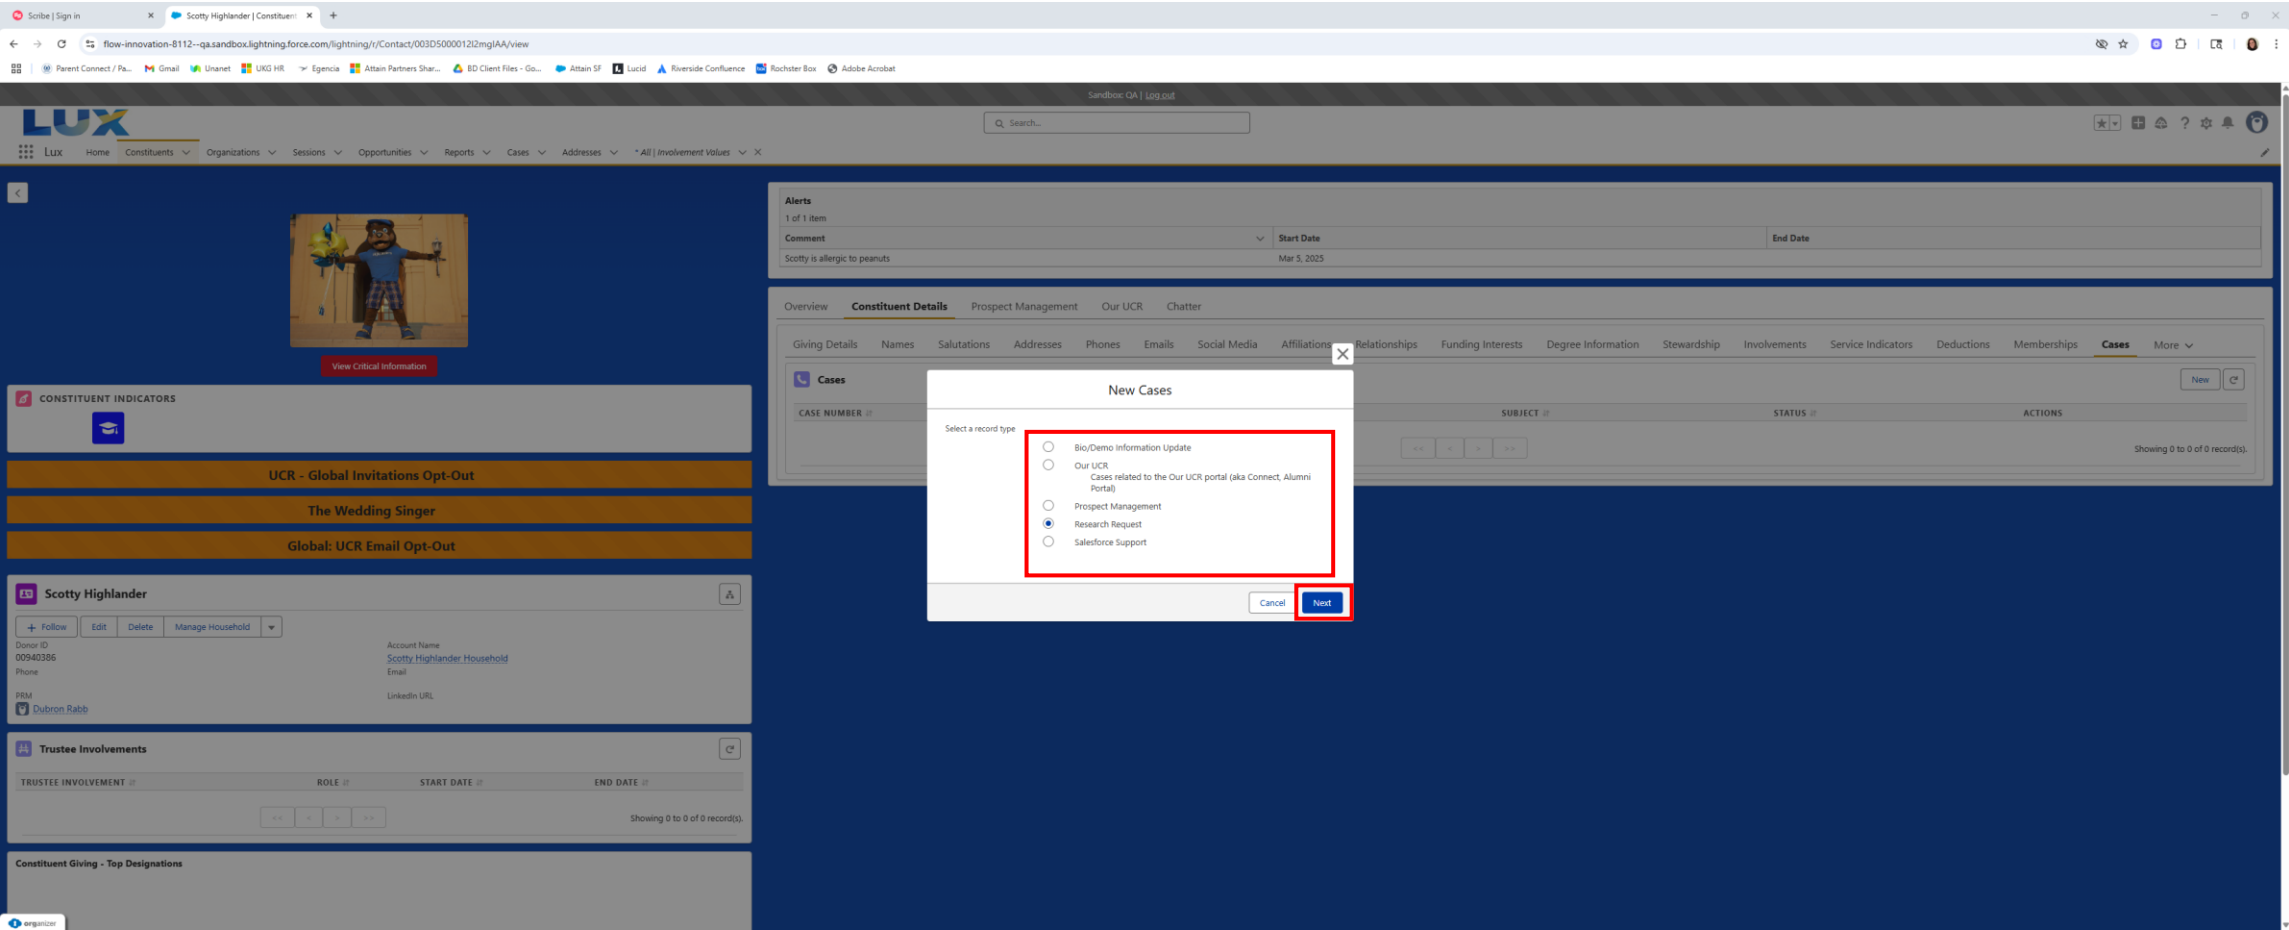 Scribe | Sign in
Scotty Highlander | Constituent
flow-innovation-8112--qa.sandbox.lightning.force.com/lightning/r/Contact/003DS000012I2mgIAA/view
Parent Connect / Pa... Gmail Unanet UKG HR Egencia Attain Partners Shar... BD Client Files - Go... Attain SF Lucid Riverside Confluence Rochster Box Adobe Acrobat
Sandbox: QA | Log out
LUX
Search...
Lux Home Constituents Organizations Sessions Opportunities Reports Cases Addresses * All | Involvement Values
View Critical Information
CONSTITUENT INDICATORS
UCR - Global Invitations Opt-Out
The Wedding Singer
Global: UCR Email Opt-Out
Scotty Highlander
+ Follow Edit Delete Manage Household
Donor ID
00940386
Account Name
Scotty Highlander Household
Phone
Email
PRM
Dubron Rabb
LinkedIn URL
Trustee Involvements
TRUSTEE INVOLVEMENT ROLE START DATE END DATE
<< < > >>
Showing 0 to 0 of 0 record(s).
Constituent Giving - Top Designations
organizer
Alerts
1 of 1 item
Comment Start Date End Date
Scotty is allergic to peanuts Mar 5, 2025
Overview Constituent Details Prospect Management Our UCR Chatter
Giving Details Names Salutations Addresses Phones Emails Social Media Affiliations Relationships Funding Interests Degree Information Stewardship Involvements Service Indicators Deductions Memberships Cases More
Cases
New
CASE NUMBER SUBJECT STATUS ACTIONS
<< < > >>
Showing 0 to 0 of 0 record(s).
New Cases
Select a record type
Bio/Demo Information Update
Our UCR
Cases related to the Our UCR portal (aka Connect, Alumni
Portal)
Prospect Management
Research Request
Salesforce Support
Cancel Next